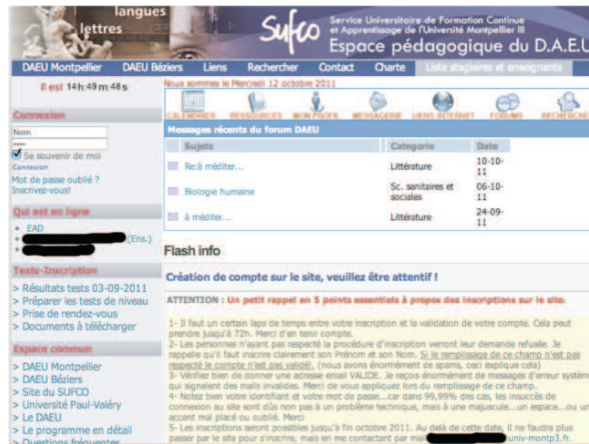 langues
lettres
Sufco
Service Universitaire de Formation Continue
et Apprentissage de l'Université Montpellier III
Espace pédagogique du D.A.E.U
DAEU Montpellier DAEU Béziers Liens Rechercher Contact Charte Liste stagiaires et enseignants
Il est 14h:49m:48s
Nous sommes le Mercredi 12 octobre 2011
CALENDRIER RESSOURCES MON PROFIL MESSAGERIE LIENS INTERNET FORUMS RECHERCHER
Connexion
Nom
••••
Se souvenir de moi
Connexion
Mot de passe oublié ?
Inscrivez-vous!
Messages récents du forum DAEU
Sujets Categorie Date
Re:à méditer... Littérature 10-10-11
Biologie humaine Sc. sanitaires et sociales 06-10-11
à méditer... Littérature 24-09-11
Qui est en ligne
EAD
(Ens.)
Tests-Inscription
> Résultats tests 03-09-2011
> Préparer les tests de niveau
> Prise de rendez-vous
> Documents à télécharger
Espace commun
> DAEU Montpellier
> DAEU Béziers
> Site du SUFCO
> Université Paul-Valéry
> Le DAEU
> Le programme en détail
> Questions fréquentes
Flash info
Création de compte sur le site, veuillez être attentif !
ATTENTION : Un petit rappel en 5 points essentiels à propos des inscriptions sur le site.
1- Il faut un certain laps de temps entre votre inscription et la validation de votre compte. Cela peut
prendre jusqu'à 72h. Merci d'en tenir compte.
2- Les personnes n'ayant pas respecté la procédure d'inscription verront leur demande refusée. Je
rappelle qu'il faut inscrire clairement son Prénom et son Nom. Si le remplissage de ce champ n'est pas
respecté le compte n'est pas validé. (nous avons énormément de spams, ceci explique cela)
3- Vérifiez bien de donner une adresse email VALIDE. Je reçois énormément de messages d'erreur système
qui signalent des mails invalides. Merci de vous appliquez lors du remplissage de ce champ.
4- Notez bien votre identifiant et votre mot de passe...car dans 99,99% des cas, les insuccès de
connexion au site sont dûs non pas à un problème technique, mais à une majuscule...un espace...ou un
accent mal placé ou oublié. Merci
5- Les inscriptions seront possibles jusqu'à fin octobre 2011. Au delà de cette date, il ne faudra plus
passer par le site pour s'inscrire, mais en me contactant par mail univ-montp3.fr.